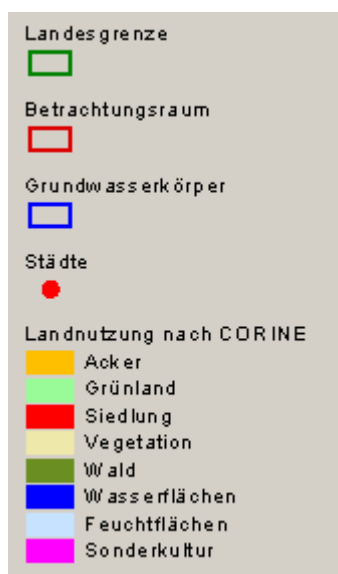 Landesgrenze
Betrachtungsraum
Grundwasserkörper
Städte
Landnutzung nach CORINE
Acker
Grünland
Siedlung
Vegetation
Wald
Wasserflächen
Feuchtflächen
Sonderkultur